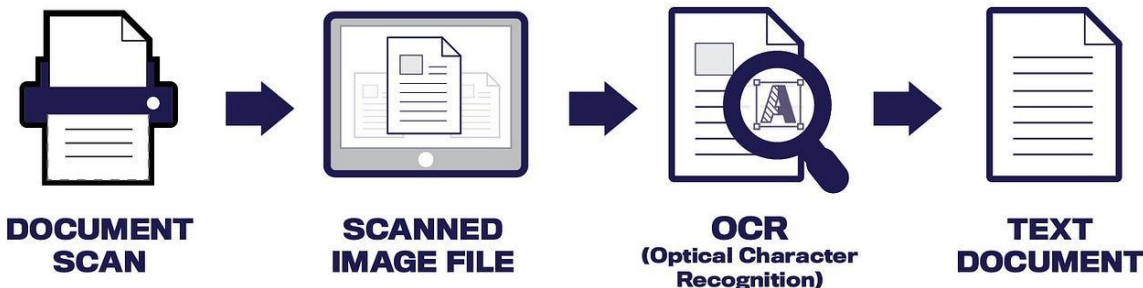 DOCUMENT
SCAN
SCANNED
IMAGE FILE
A
OCR
(Optical Character
Recognition)
TEXT
DOCUMENT